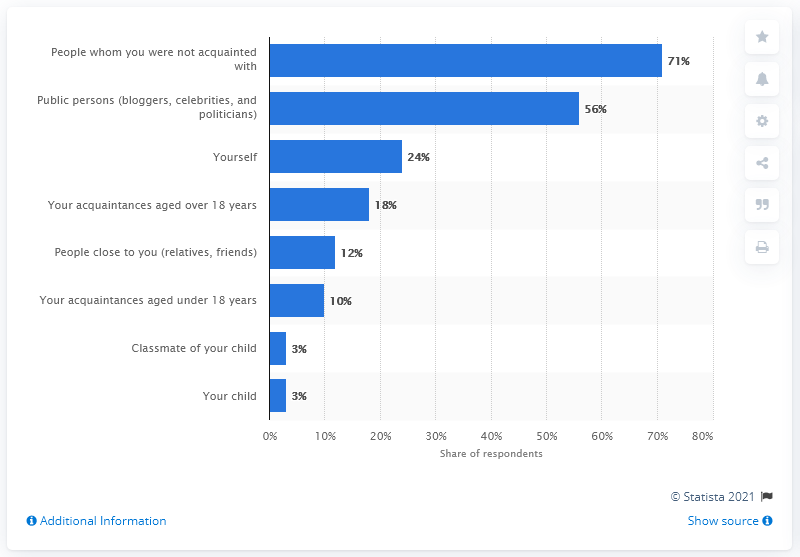 People whom you were not acquainted
with
71%
Public persons (bloggers, celebrities, and
politicians)
56%
Yourself
24%
Your acquaintances aged over 18 years
18%
People close to you (relatives, friends)
12%
Your acquaintances aged under 18 years
10%
Classmate of your child
3%
Your child
3%
0% 10% 20% 30% 40% 50% 60% 70% 80%
Share of respondents
© Statista 2021
Additional Information
Show source